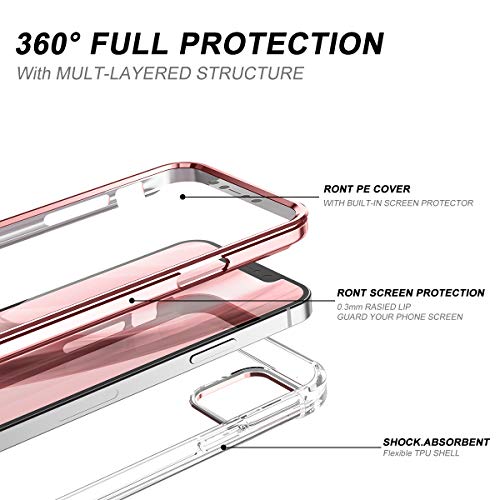 360° FULL PROTECTION
With MULT-LAYERED STRUCTURE
RONT PE COVER
WITH BUILT-IN SCREEN PROTECTOR
RONT SCREEN PROTECTION
0.3mm RASIED LIP
GUARD YOUR PHONE SCREEN
SHOCK.ABSORBENT
Flexible TPU SHELL